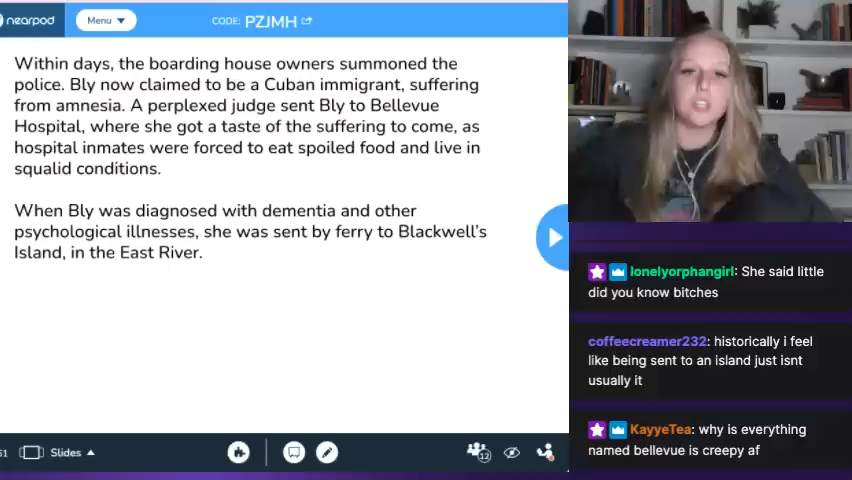 nearpod
Menu
CODE: PZJMH
Within days, the boarding house owners summoned the
police. Bly now claimed to be a Cuban immigrant, suffering
from amnesia. A perplexed judge sent Bly to Bellevue
Hospital, where she got a taste of the suffering to come, as
hospital inmates were forced to eat spoiled food and live in
squalid conditions.
When Bly was diagnosed with dementia and other
psychological illnesses, she was sent by ferry to Blackwell's
Island, in the East River.
Slides
12
lonelyorphangirl: She said little
did you know bitches
coffeecreamer232: historically i feel
like being sent to an island just isnt
usually it
KayyeTea: why is everything
named bellevue is creepy af